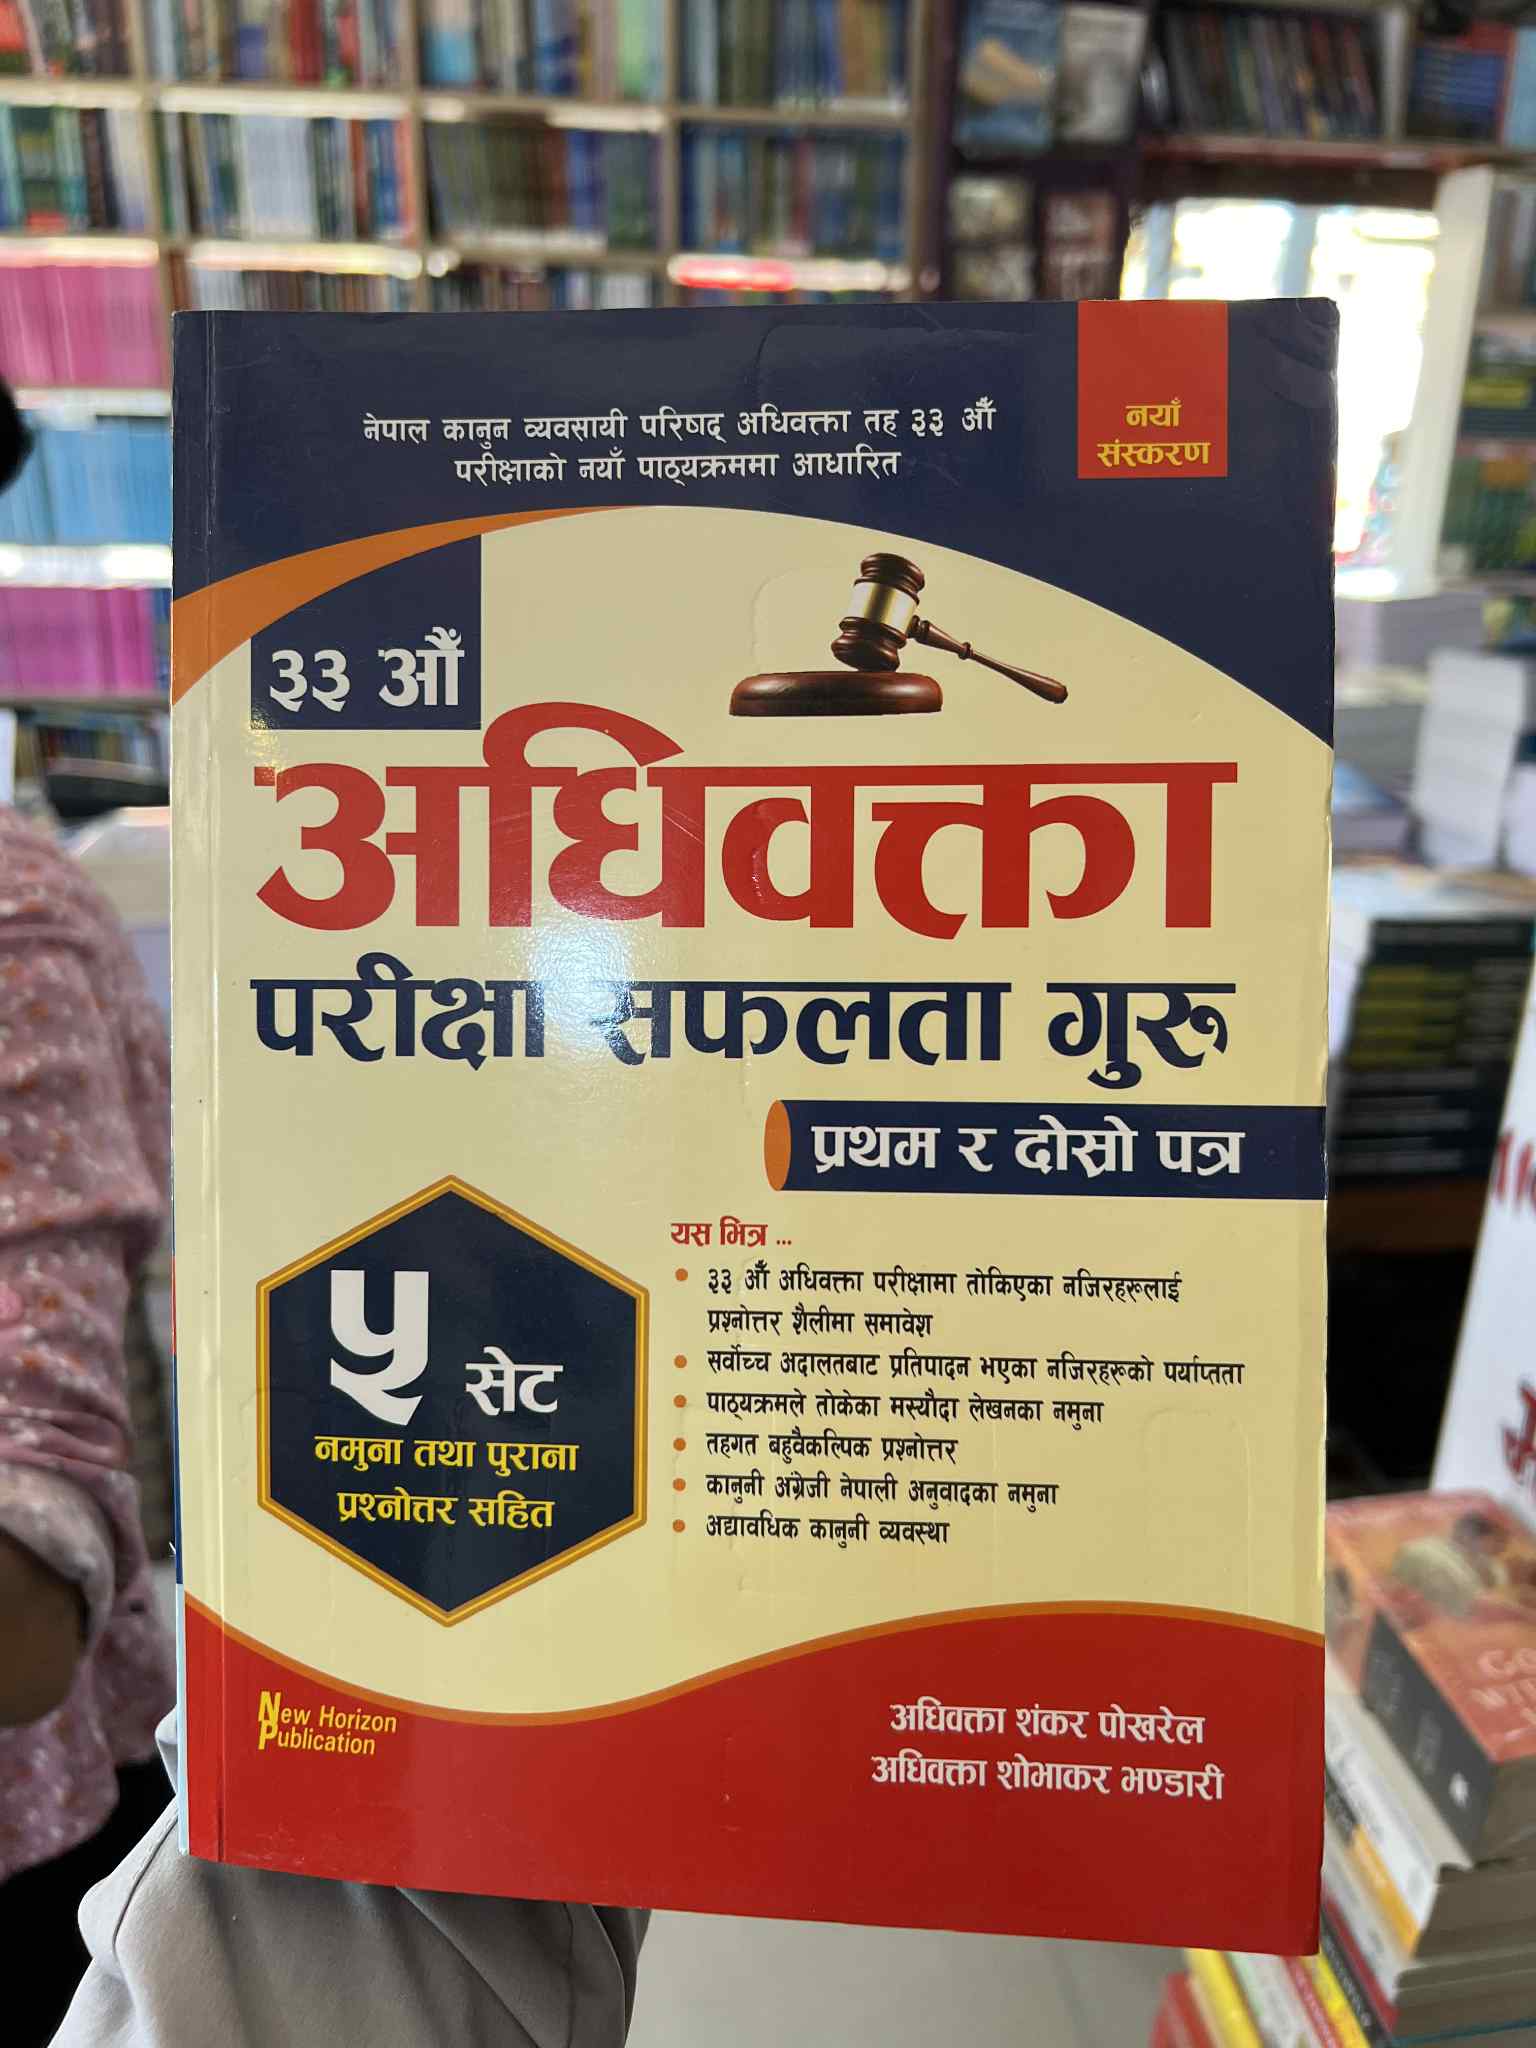 नेपाल कानुन व्यवसायी परिषद् अधिवक्ता तह ३३ औँ
परीक्षाको नयाँ पाठ्यक्रममा आधारित
नयाँ
संस्करण
३३ औँ
अधिवक्ता
परीक्षा सफलता गुरु
प्रथम र दोस्रो पत्र
५ सेट
नमुना तथा पुराना
प्रश्नोत्तर सहित
यस भित्र ...
• ३३ औँ अधिवक्ता परीक्षामा तोकिएका नजिरहरूलाई
प्रश्नोत्तर शैलीमा समावेश
• सर्वोच्च अदालतबाट प्रतिपादन भएका नजिरहरूको पर्याप्तता
• पाठ्यक्रमले तोकेका मस्यौदा लेखनका नमुना
• तहगत बहुवैकल्पिक प्रश्नोत्तर
• कानुनी अंग्रेजी नेपाली अनुवादका नमुना
• अद्यावधिक कानुनी व्यवस्था
New Horizon
Publication
अधिवक्ता शंकर पोखरेल
अधिवक्ता शोभाकर भण्डारी